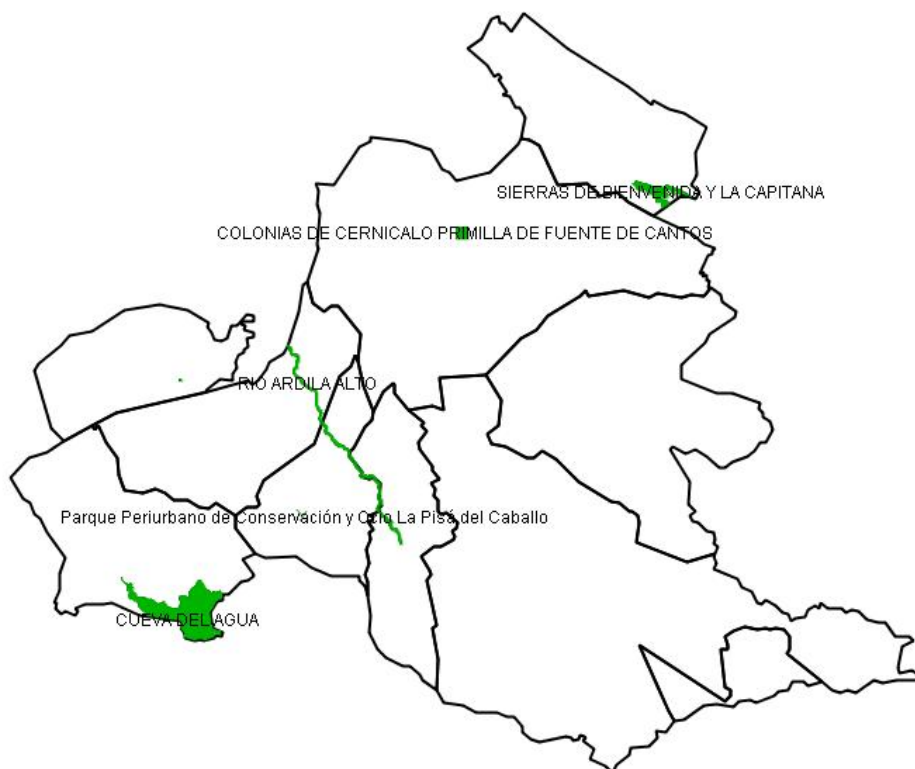 SIERRAS DE BIENVENIDA Y LA CAPITANA
COLONIAS DE CERNICALO PRIMILLA DE FUENTE DE CANTOS
RIO ARDILA ALTO
Parque Periurbano de Conservación y Ocio La Pisá del Caballo
CUEVA DEL AGUA